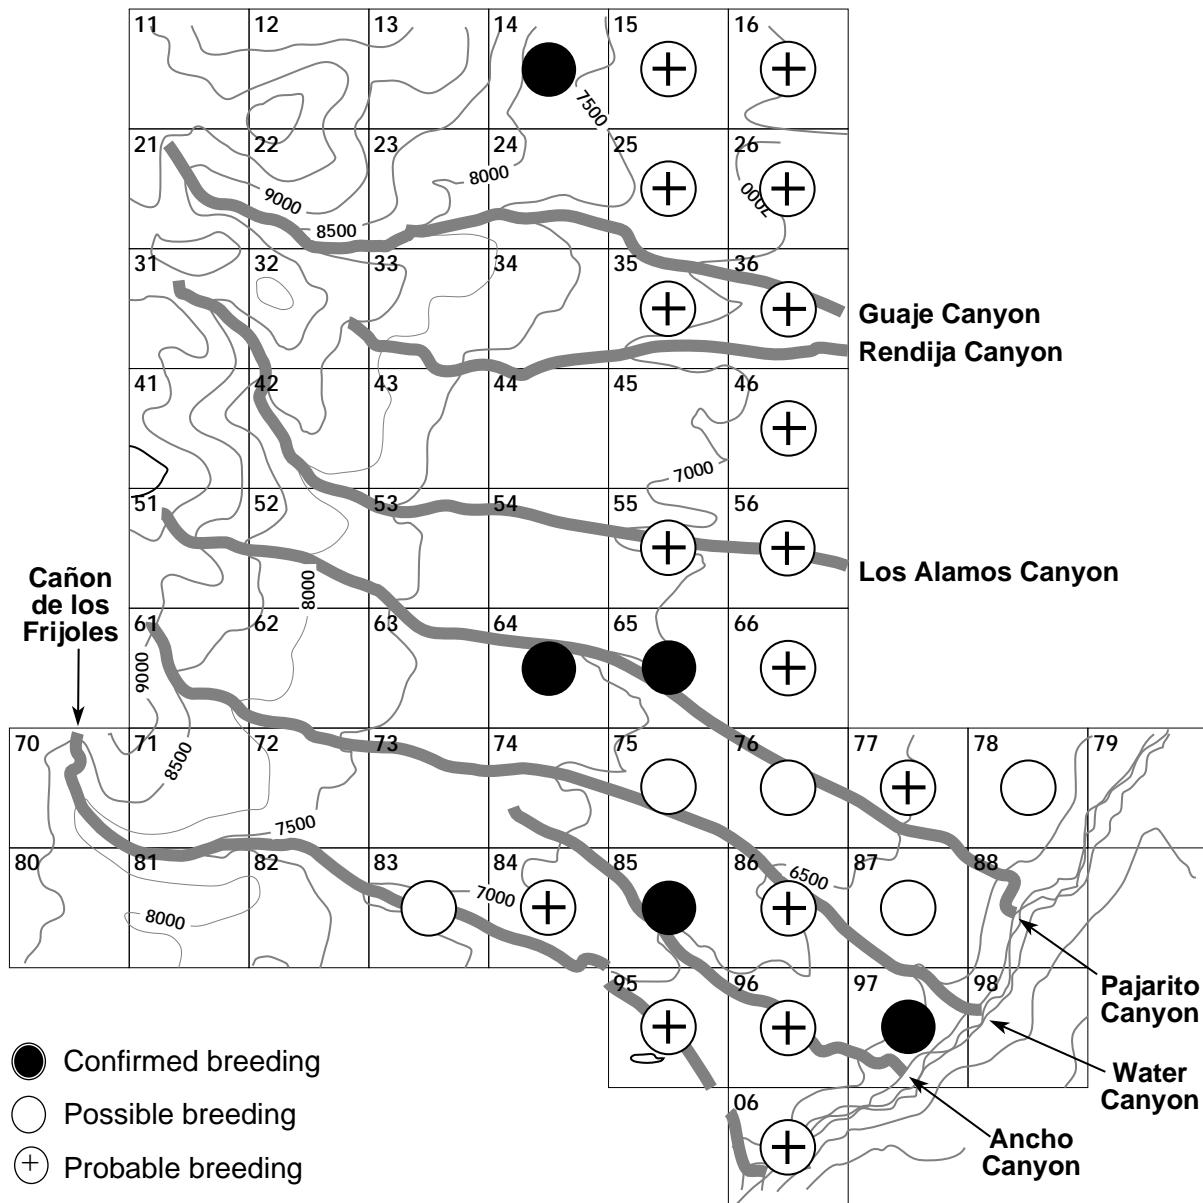 11 12 13 14 15 16
7500
21 22 23 24 25 26
8000
9000
7000
8500
31 32 33 34 35 36
Guaje Canyon
Rendija Canyon
41 42 43 44 45 46
7000
51 52 53 54 55 56
Los Alamos Canyon
Cañon
de los
Frijoles
8000
61 62 63 64 65 66
9000
70 71 72 73 74 75 76 77 78 79
8500
7500
80 81 82 83 84 85 86 87 88
6500
7000
8000
95 96 97 98
Pajarito
Canyon
Water
Canyon
06
Ancho
Canyon
Confirmed breeding
Possible breeding
Probable breeding